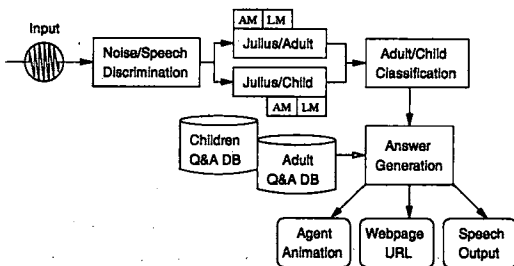 Input
Noise/Speech
Discrimination
AM LM
Julius/Adult
Julius/Child
AM LM
Adult/Child
Classification
Children
Q&A DB
Adult
Q&A DB
Answer
Generation
Agent
Animation
Webpage
URL
Speech
Output